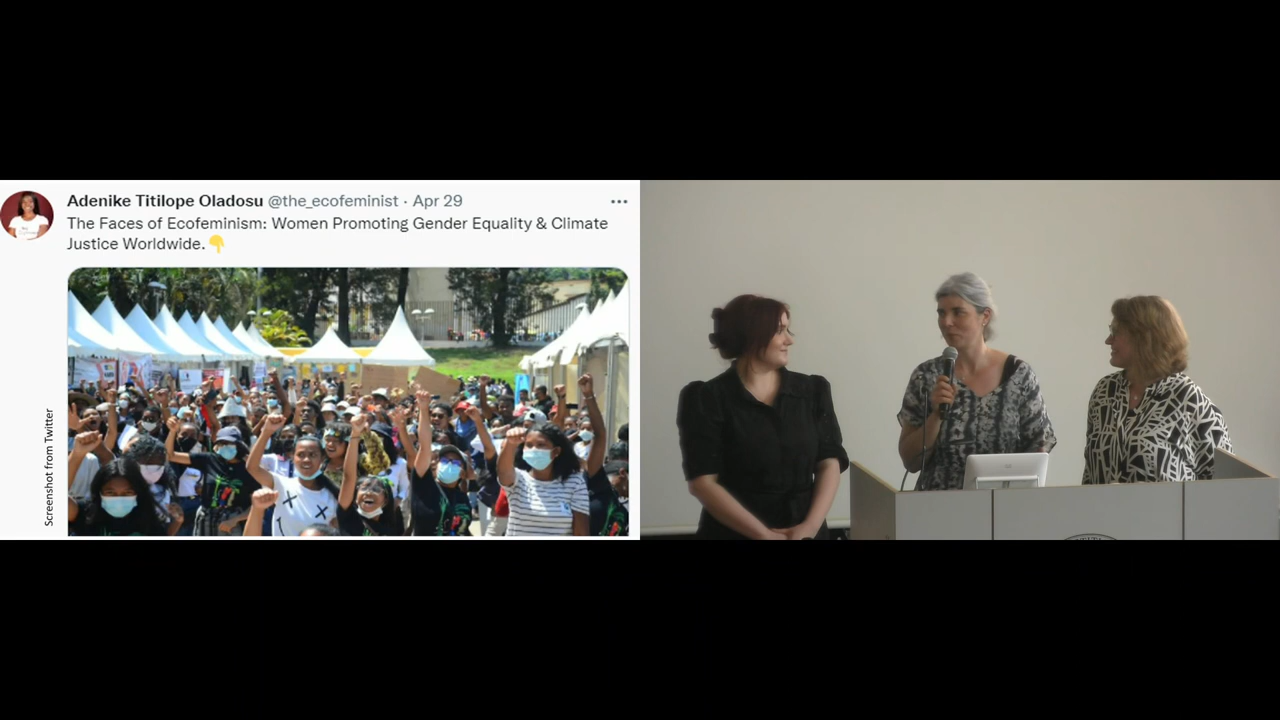 Adenike Titilope Oladosu @the_ecofeminist · Apr 29
The Faces of Ecofeminism: Women Promoting Gender Equality & Climate
Justice Worldwide.👇
Screenshot from Twitter